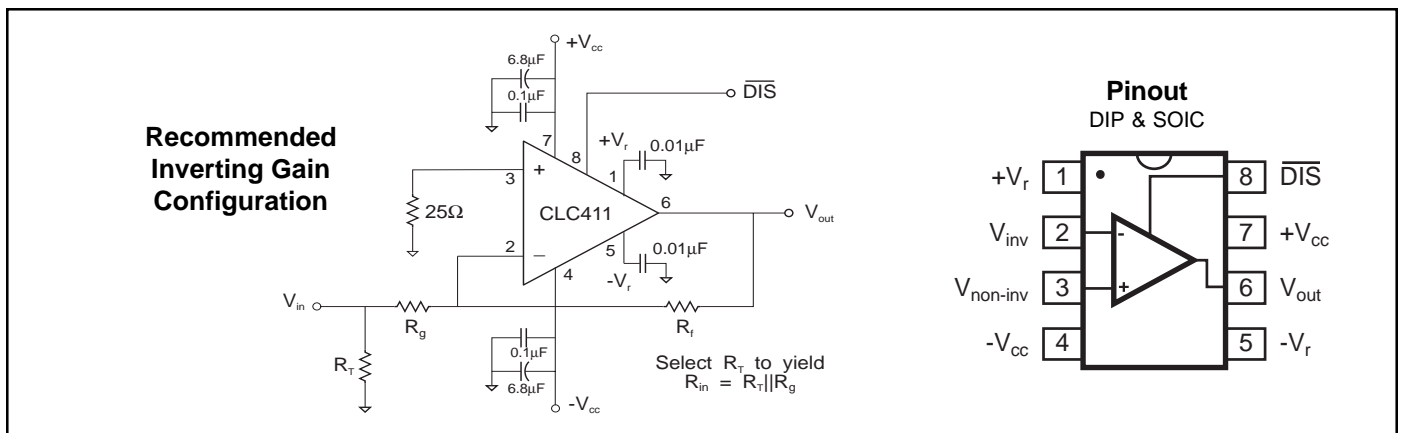 Recommended
Inverting Gain
Configuration
+Vcc
6.8µF
0.1µF
DIS
7
8
+Vr
0.01µF
1
3
+
25Ω
CLC411
6
Vout
2
−
5
0.01µF
4
-Vr
Vin
Rg
Rf
RT
0.1µF
6.8µF
-Vcc
Select RT to yield
Rin = RT||Rg
Pinout
DIP & SOIC
+Vr 1 8 DIS
Vinv 2 - 7 +Vcc
Vnon-inv 3 + 6 Vout
-Vcc 4 5 -Vr